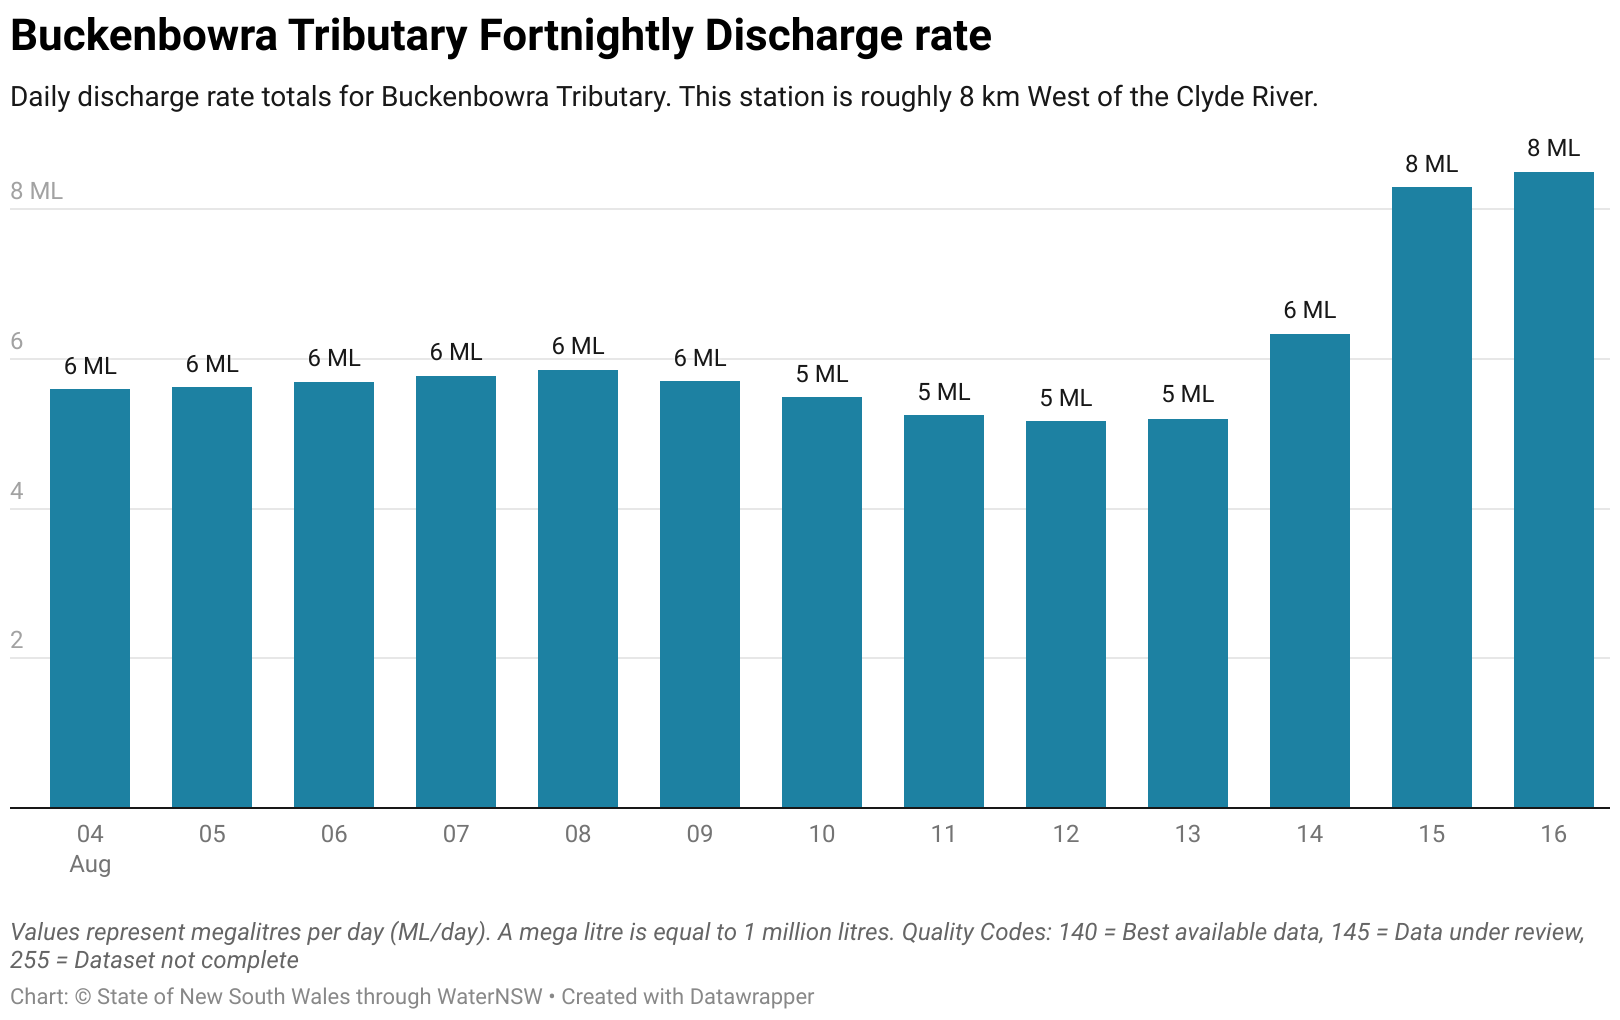 Buckenbowra Tributary Fortnightly Discharge rate
Daily discharge rate totals for Buckenbowra Tributary. This station is roughly 8 km West of the Clyde River.
8 ML
6
4
2
6 ML
6 ML
6 ML
6 ML
6 ML
6 ML
5 ML
5 ML
5 ML
5 ML
6 ML
8 ML
8 ML
04 05 06 07 08 09 10 11 12 13 14 15 16
Aug
Values represent megalitres per day (ML/day). A mega litre is equal to 1 million litres. Quality Codes: 140 = Best available data, 145 = Data under review,
255 = Dataset not complete
Chart: © State of New South Wales through WaterNSW • Created with Datawrapper